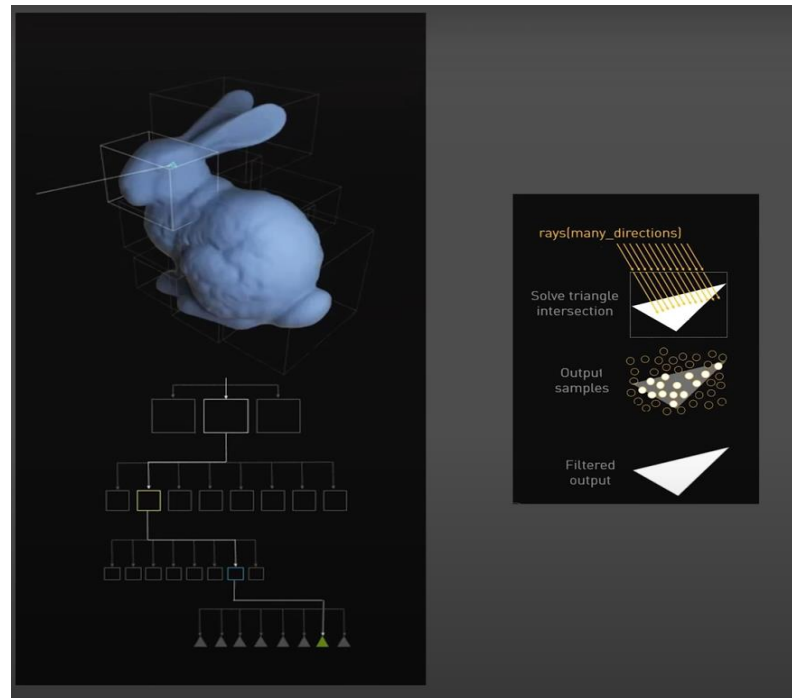 rays(many_directions)
Solve triangle
intersection
Output
samples
Filtered
output